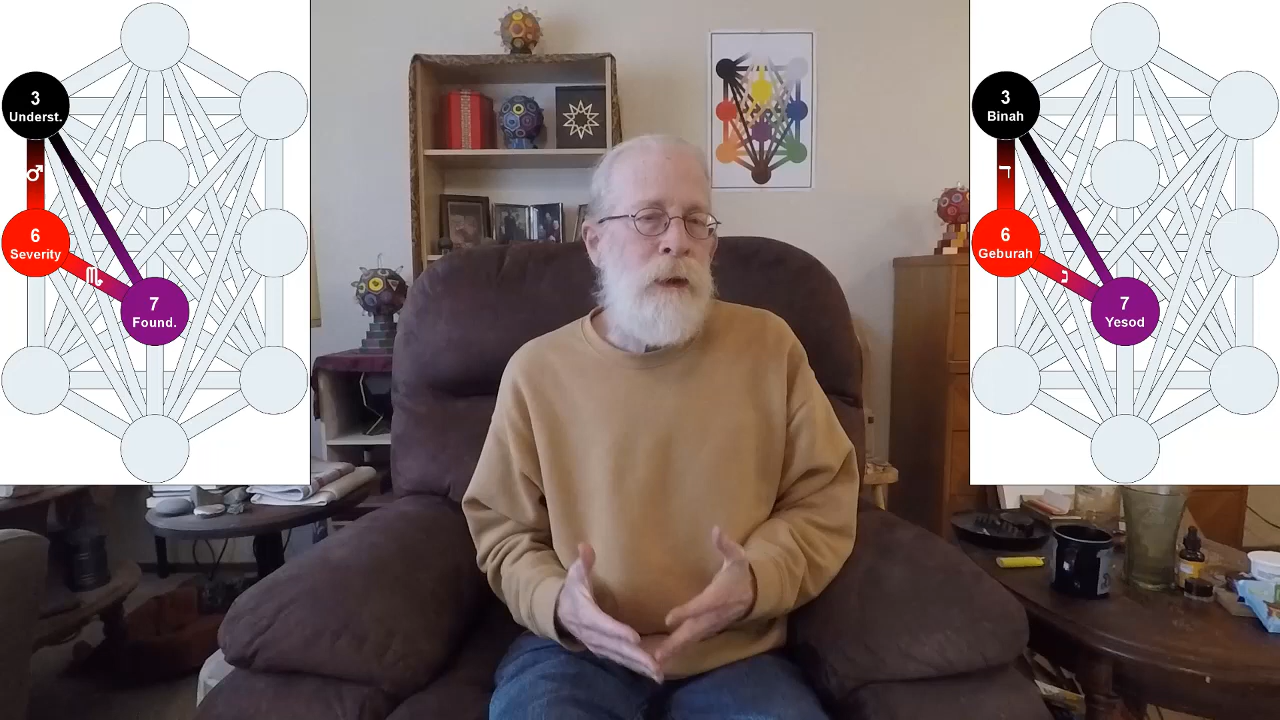 3
Underst.
♂
6
Severity
♏
7
Found.
3
Binah
6
Geburah
נ
7
Yesod